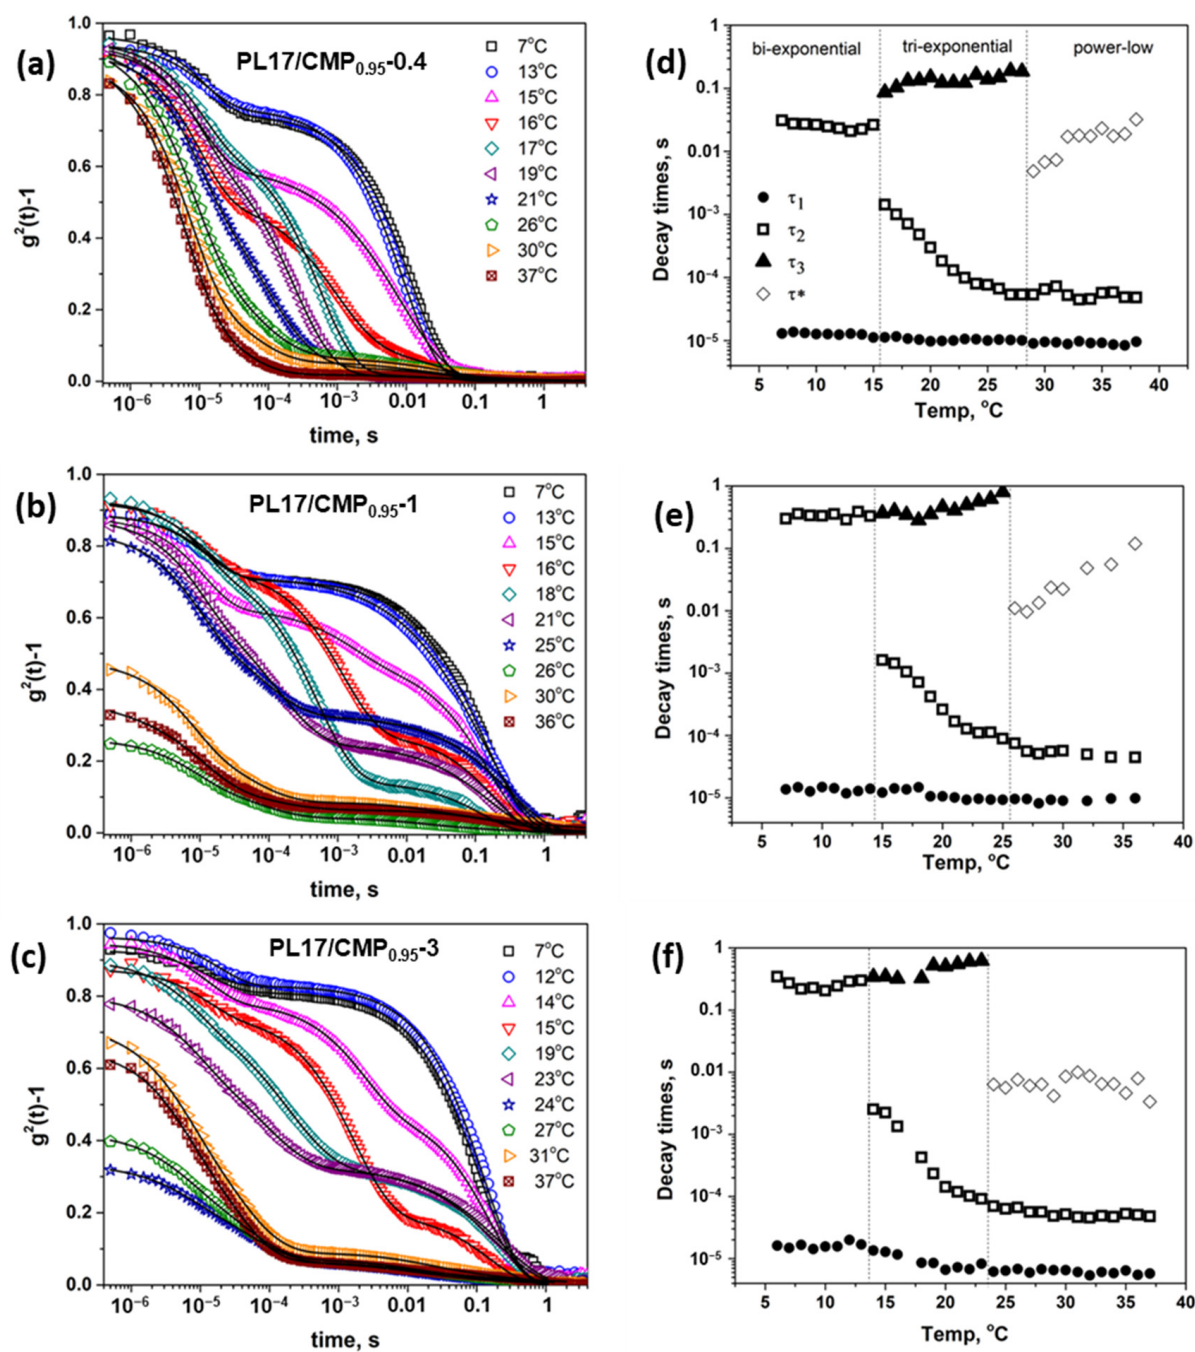 (a)
PL17/CMP0.95-0.4
g²(t)-1
1.0
0.8
0.6
0.4
0.2
0.0
7°C
13°C
15°C
16°C
17°C
19°C
21°C
26°C
30°C
37°C
10⁻⁶ 10⁻⁵ 10⁻⁴ 10⁻³ 0.01 0.1 1
time, s
(d)
bi-exponential tri-exponential power-low
Decay times, s
1
0.1
0.01
10⁻³
10⁻⁴
10⁻⁵
τ₁
τ₂
τ₃
τ*
5 10 15 20 25 30 35 40
Temp, °C
(b)
PL17/CMP0.95-1
g²(t)-1
1.0
0.8
0.6
0.4
0.2
0.0
7°C
13°C
15°C
16°C
18°C
21°C
25°C
26°C
30°C
36°C
10⁻⁶ 10⁻⁵ 10⁻⁴ 10⁻³ 0.01 0.1 1
time, s
(e)
Decay times, s
1
0.1
0.01
10⁻³
10⁻⁴
10⁻⁵
5 10 15 20 25 30 35 40
Temp, °C
(c)
PL17/CMP0.95-3
g²(t)-1
1.0
0.8
0.6
0.4
0.2
0.0
7°C
12°C
14°C
15°C
19°C
23°C
24°C
27°C
31°C
37°C
10⁻⁶ 10⁻⁵ 10⁻⁴ 10⁻³ 0.01 0.1 1
time, s
(f)
Decay times, s
1
0.1
0.01
10⁻³
10⁻⁴
10⁻⁵
5 10 15 20 25 30 35 40
Temp, °C